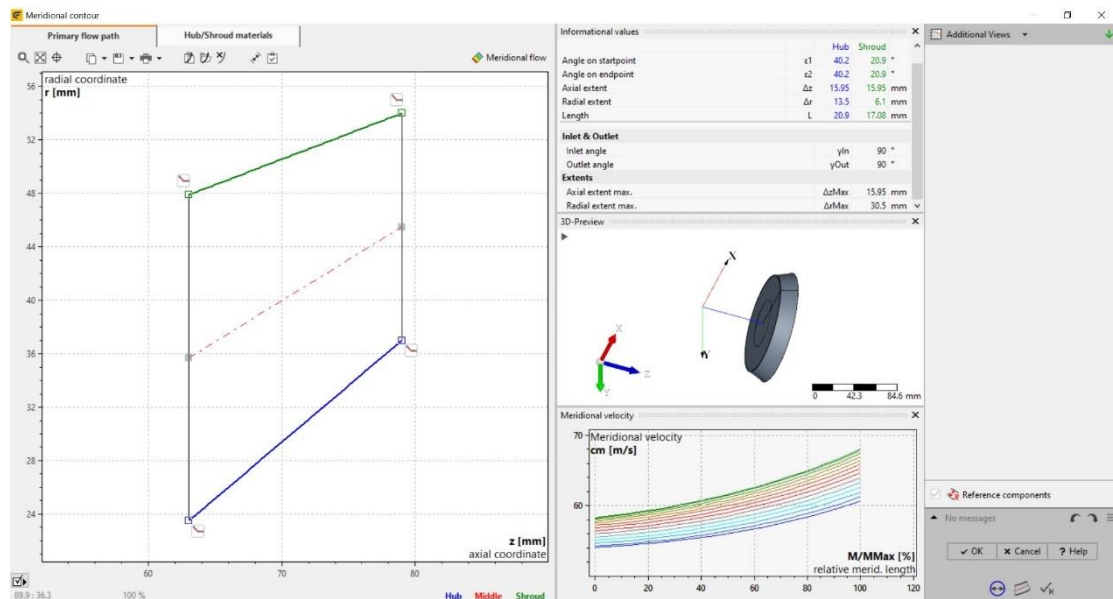 Meridional contour
Primary flow path
Hub/Shroud materials
Meridional flow
radial coordinate
r [mm]
56
52
48
44
40
36
32
28
24
60
70
80
z [mm]
axial coordinate
89.9 : 36.3
100 %
Hub Middle Shroud
Informational values
Hub Shroud
Angle on startpoint ε1 40.2 20.9 °
Angle on endpoint ε2 40.2 20.9 °
Axial extent Δz 15.95 15.95 mm
Radial extent Δr 13.5 6.1 mm
Length L 20.9 17.08 mm
Inlet & Outlet
Inlet angle γIn 90 °
Outlet angle γOut 90 °
Extents
Axial extent max. ΔzMax 15.95 mm
Radial extent max. ΔrMax 30.5 mm
3D-Preview
X
Y
X
Z
Y
0 42.3 84.6 mm
Meridional velocity
Meridional velocity
cm [m/s]
70
60
M/MMax [%]
relative merid. length
0 20 40 60 80 100 120
Additional Views
Reference components
No messages
OK
Cancel
? Help